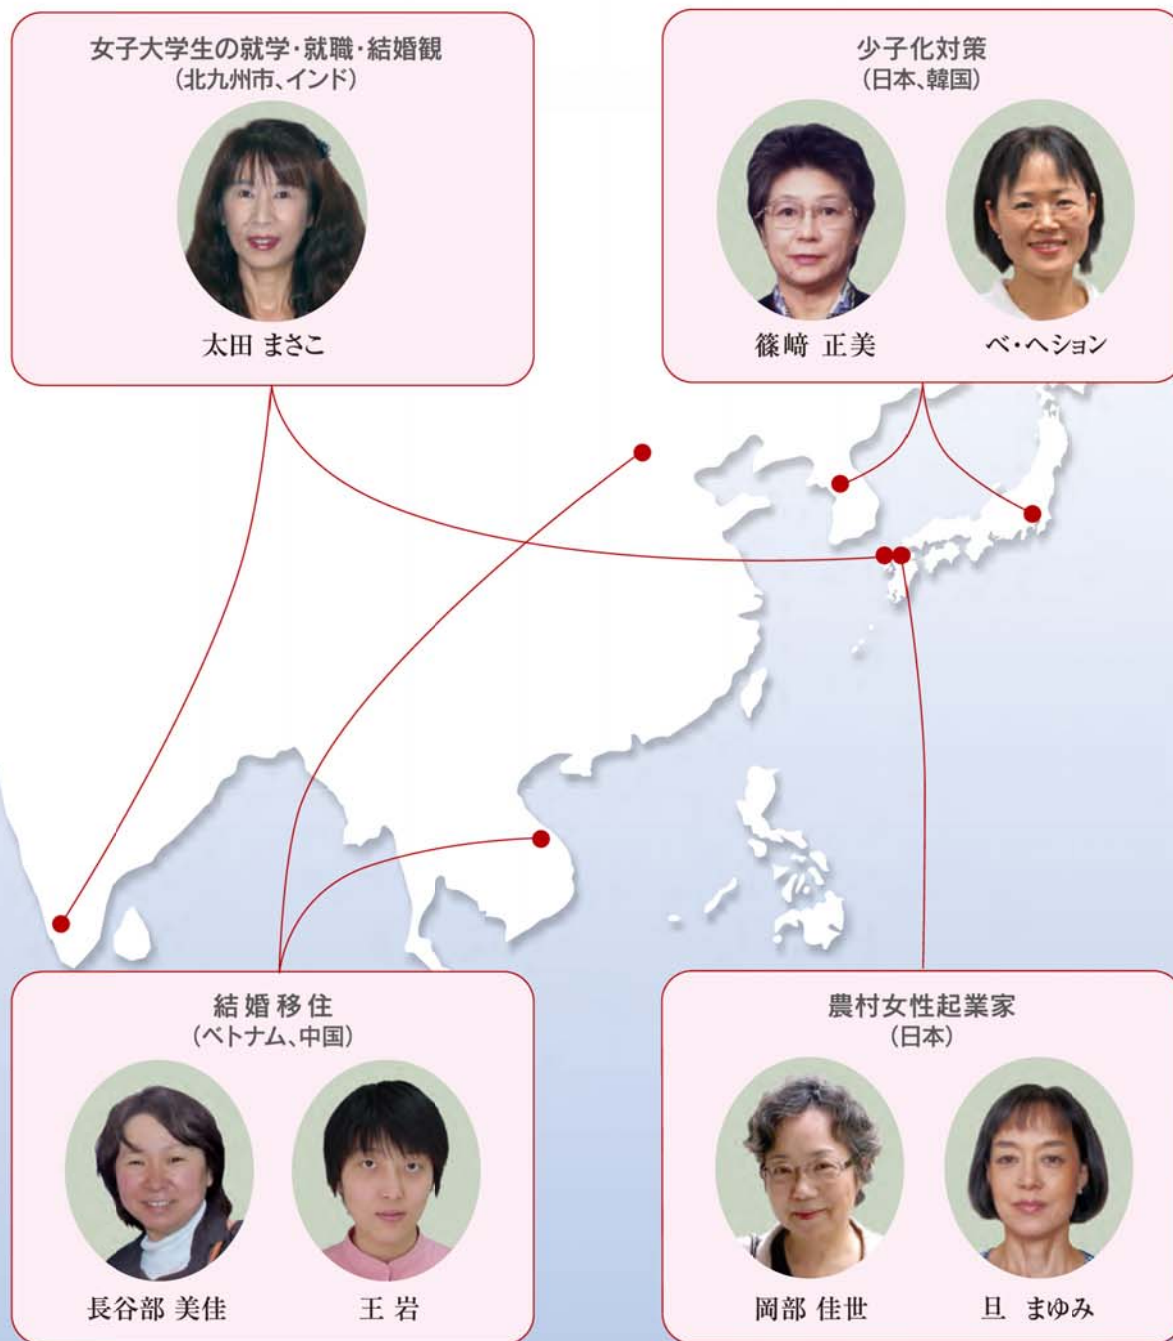 女子大学生の就学・就職・結婚観
(北九州市、インド)
太田 まさこ
少子化対策
(日本、韓国)
篠﨑 正美
ベ・ヘション
結婚移住
(ベトナム、中国)
長谷部 美佳
王 岩
農村女性起業家
(日本)
岡部 佳世
旦 まゆみ